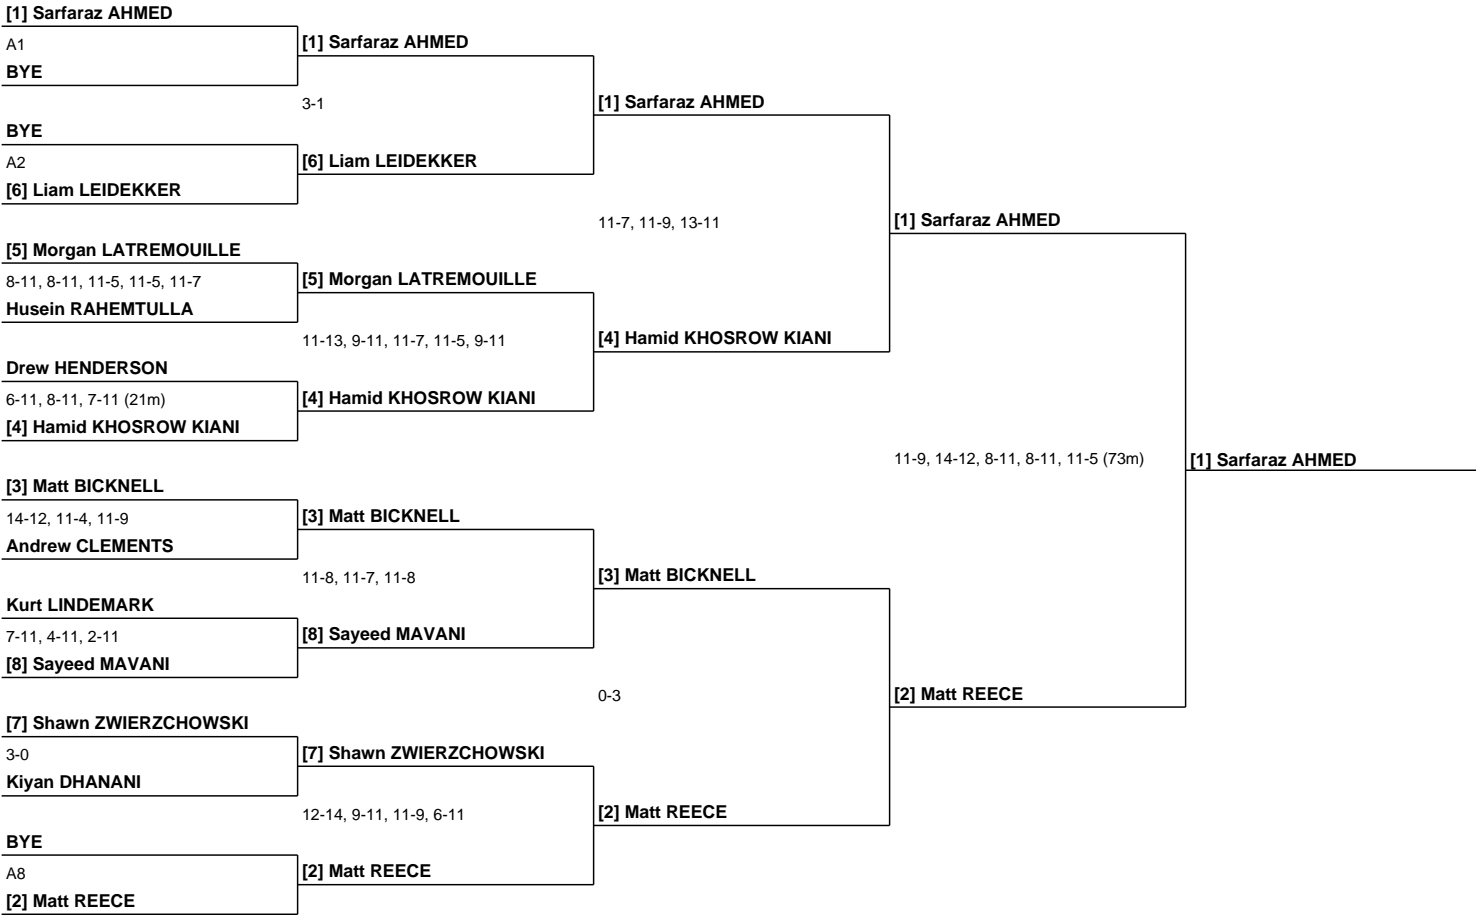 [1] Sarfaraz AHMED
A1
BYE
BYE
A2
[6] Liam LEIDEKKER
[5] Morgan LATREMOUILLE
8-11, 8-11, 11-5, 11-5, 11-7
Husein RAHEMTULLA
Drew HENDERSON
6-11, 8-11, 7-11 (21m)
[4] Hamid KHOSROW KIANI
[3] Matt BICKNELL
14-12, 11-4, 11-9
Andrew CLEMENTS
Kurt LINDEMARK
7-11, 4-11, 2-11
[8] Sayeed MAVANI
[7] Shawn ZWIERZCHOWSKI
3-0
Kiyan DHANANI
BYE
A8
[2] Matt REECE
[1] Sarfaraz AHMED
3-1
[6] Liam LEIDEKKER
[5] Morgan LATREMOUILLE
11-13, 9-11, 11-7, 11-5, 9-11
[4] Hamid KHOSROW KIANI
[3] Matt BICKNELL
11-8, 11-7, 11-8
[8] Sayeed MAVANI
[7] Shawn ZWIERZCHOWSKI
12-14, 9-11, 11-9, 6-11
[2] Matt REECE
[1] Sarfaraz AHMED
11-7, 11-9, 13-11
[4] Hamid KHOSROW KIANI
[3] Matt BICKNELL
0-3
[2] Matt REECE
[1] Sarfaraz AHMED
11-9, 14-12, 8-11, 8-11, 11-5 (73m)
[2] Matt REECE
[1] Sarfaraz AHMED